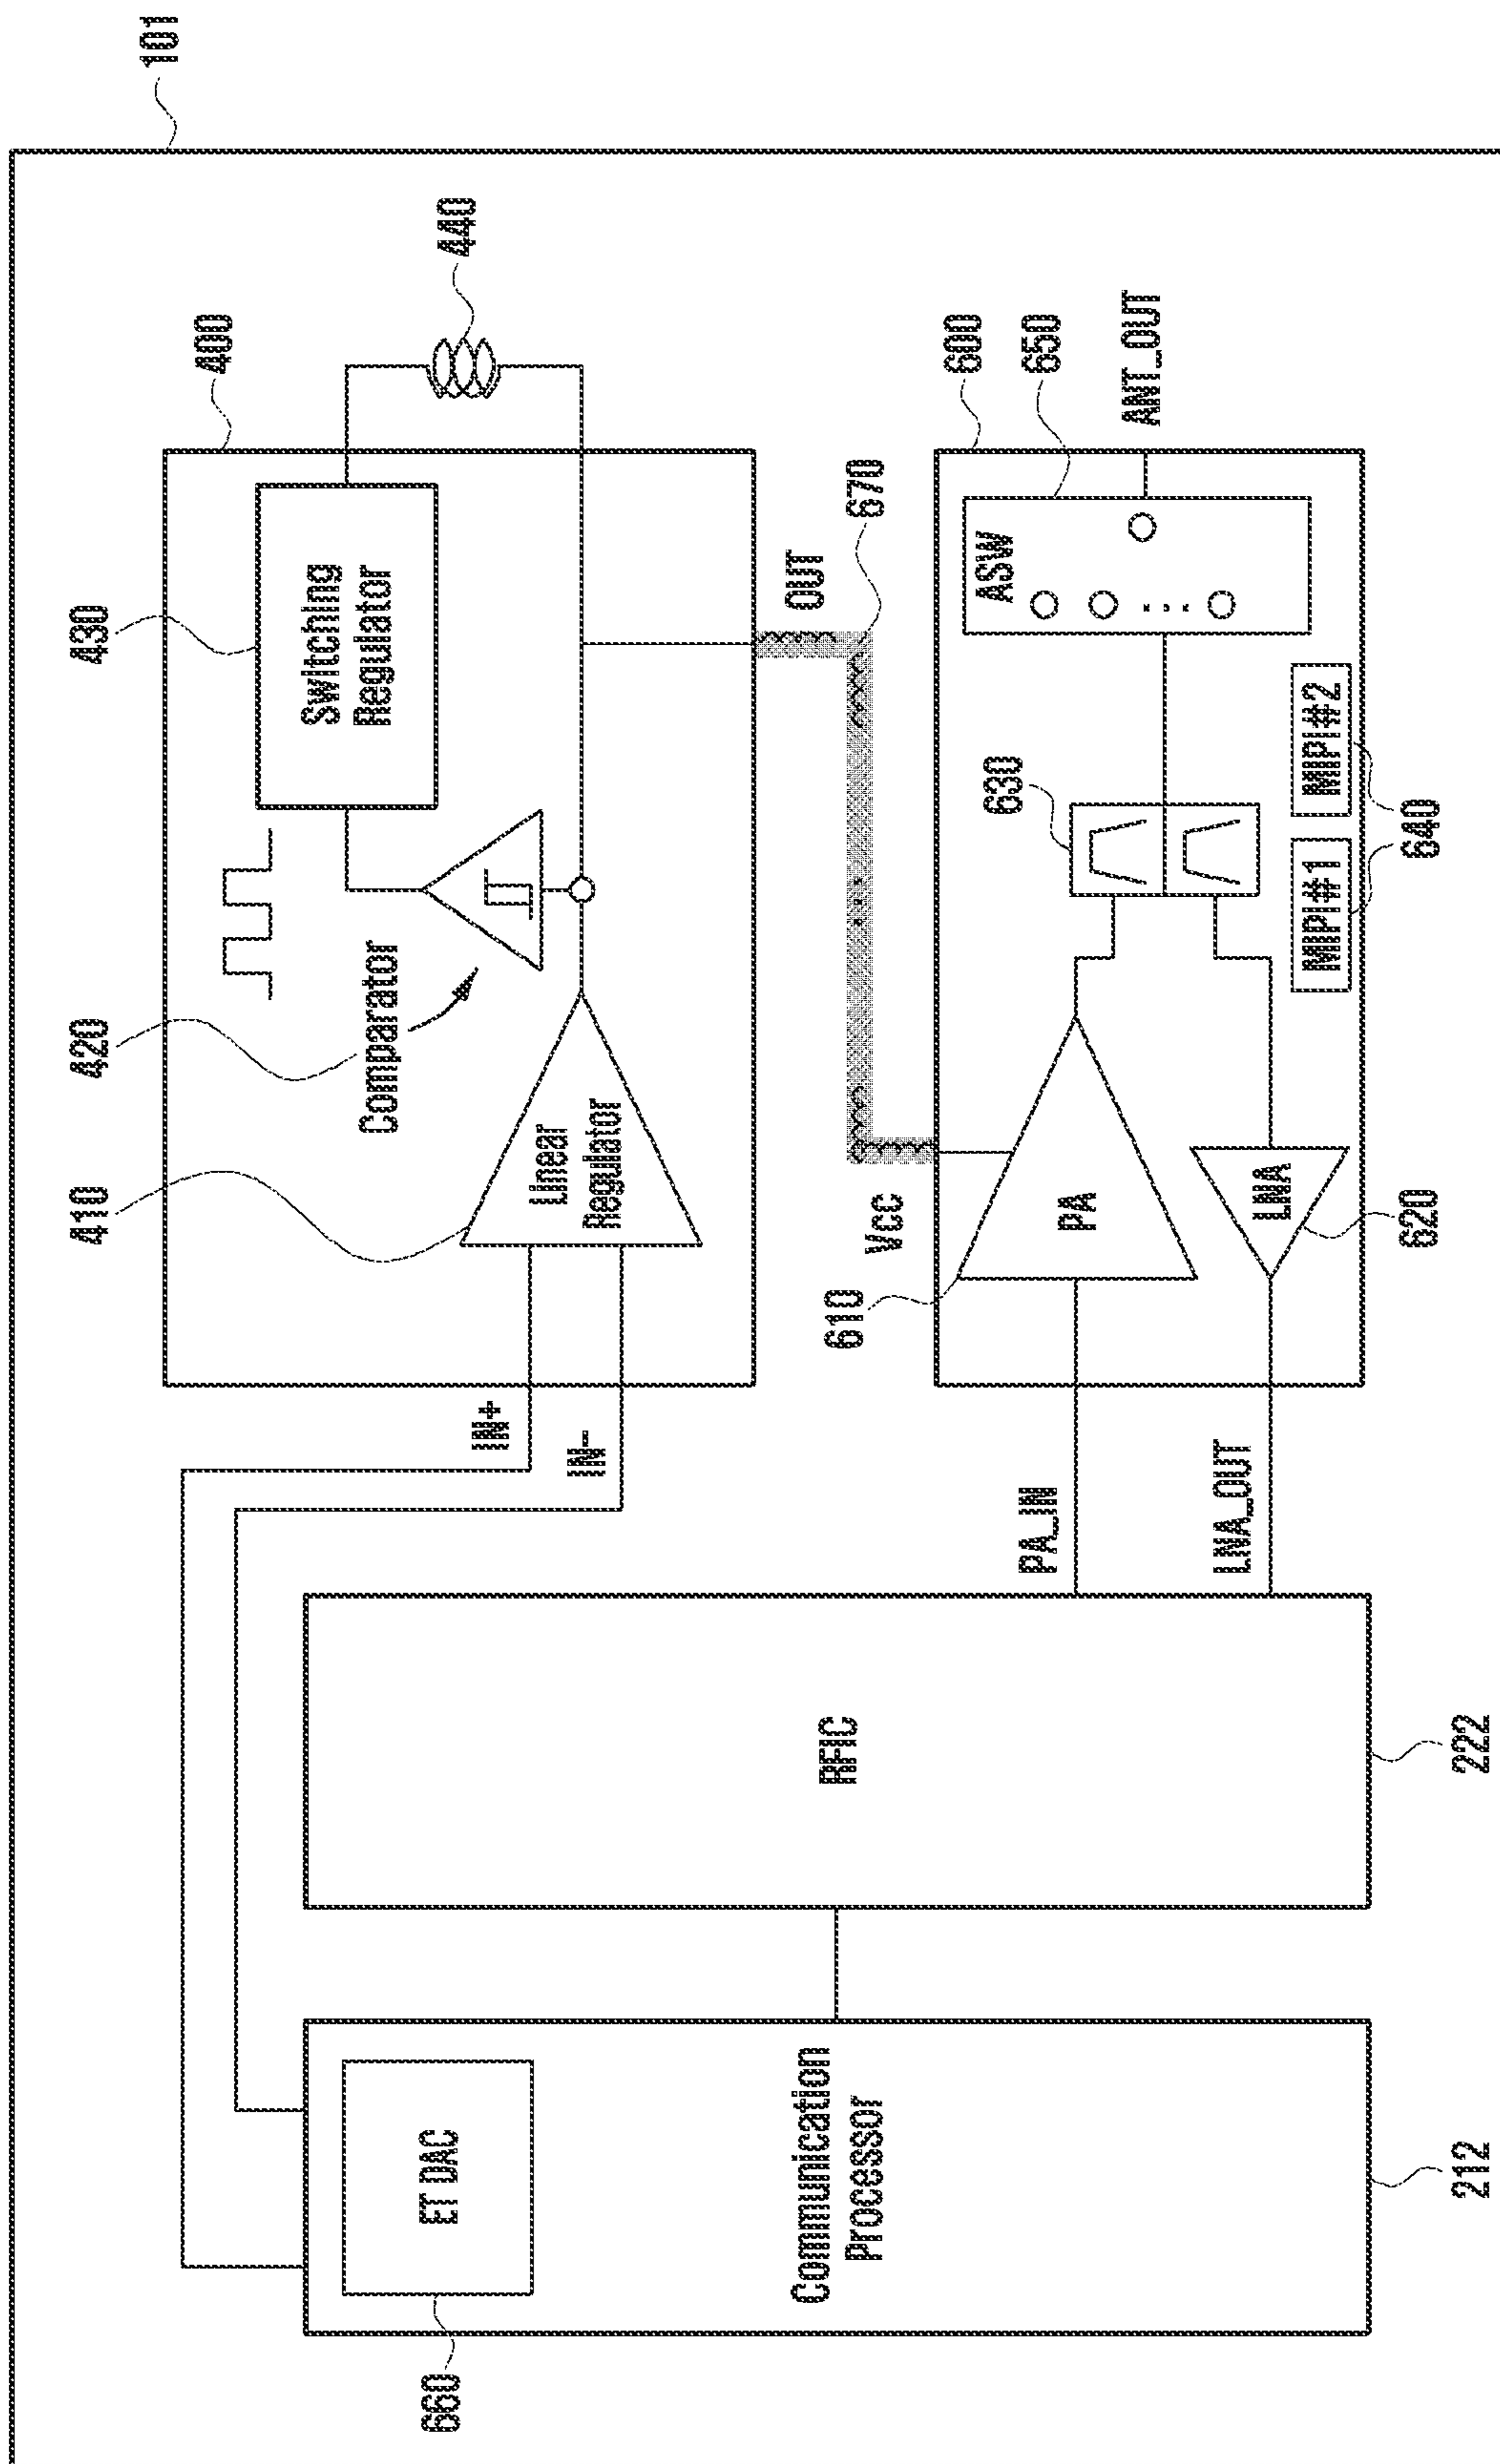 101
400
430
Switching
Regulator
440
420
Comparator
410
Linear
Regulator
IN+
IN-
OUT
670
Vcc
600
650
ASW
ANT_OUT
630
610
PA
LNA
620
MIPI#1
MIPI#2
640
PA_IN
LNA_OUT
RFIC
222
ET DAC
660
Communication
Processor
212